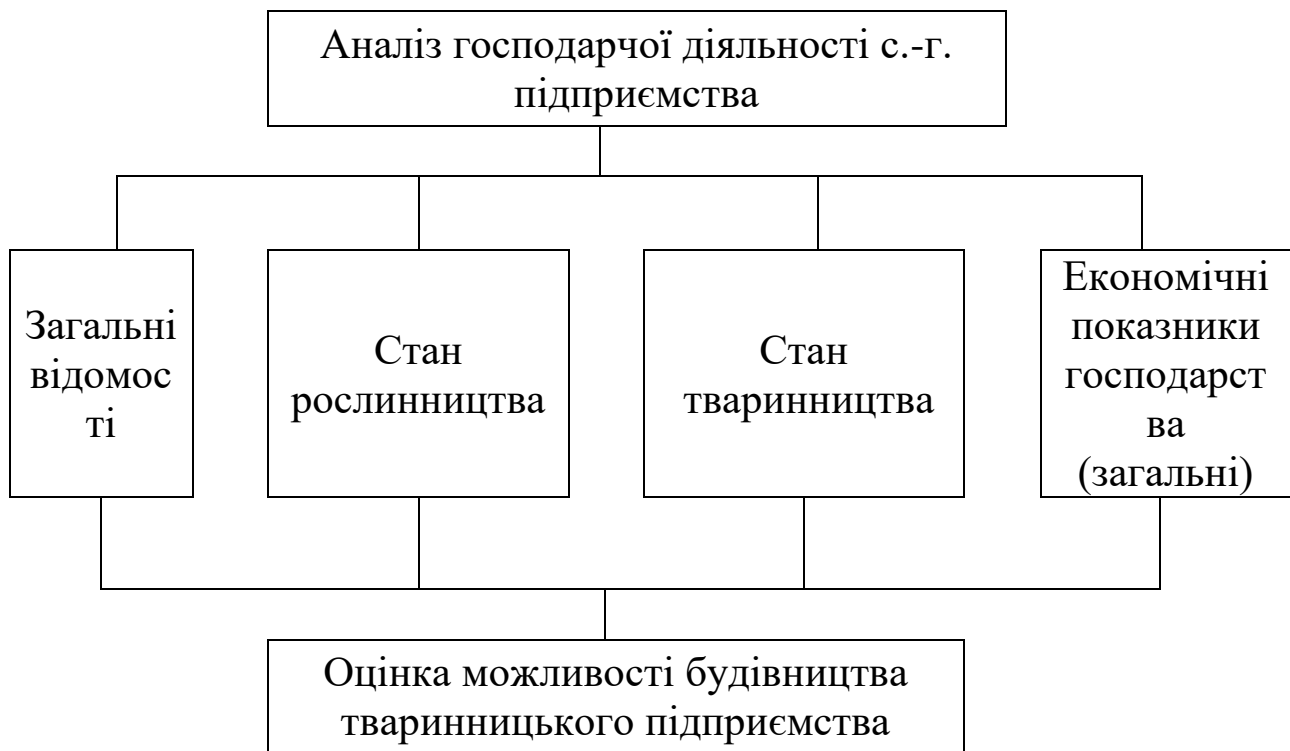 Аналіз господарчої діяльності с.-г.
підприємства
Загальні
відомос
ті
Стан
рослинництва
Стан
тваринництва
Економічні
показники
господарст
ва
(загальні)
Оцінка можливості будівництва
тваринницького підприємства